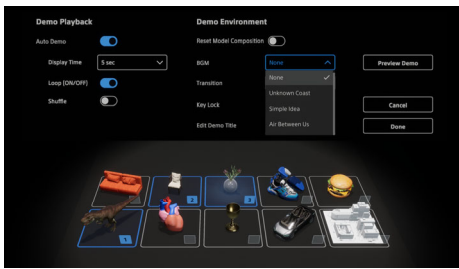 Demo Playback
Demo Environment
Auto Demo
Reset Model Composition
Display Time
5 sec
BGM
None
Preview Demo
None
Loop (ON/OFF)
Transition
Unknown Coast
Shuffle
Key Lock
Simple Idea
Cancel
Edit Demo Title
Air Between Us
Done
2
3
1